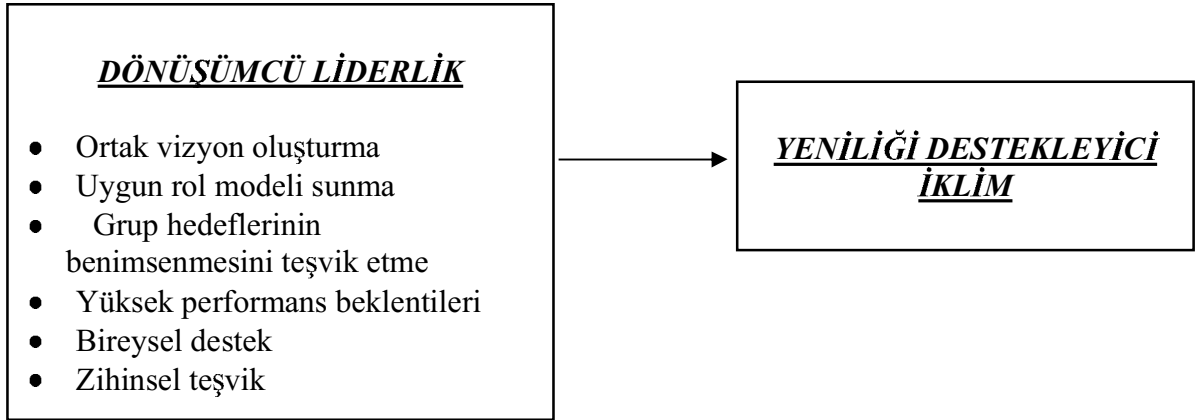 DÖNÜŞÜMCÜ LİDERLİK
• Ortak vizyon oluşturma
• Uygun rol modeli sunma
• Grup hedeflerinin
benimsenmesini teşvik etme
• Yüksek performans beklentileri
• Bireysel destek
• Zihinsel teşvik
YENİLİĞİ DESTEKLEYİCİ
İKLİM